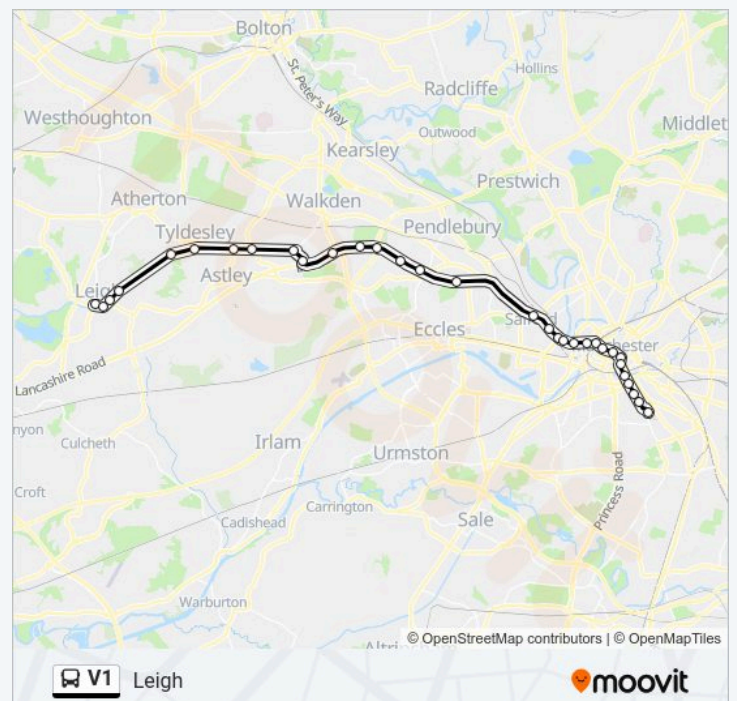 Bolton
St. Peter's Way
Hollins
Radcliffe
Westhoughton
Outwood
Middlet
Kearsley
Prestwich
Atherton
Walkden
Tyldesley
Pendlebury
Astley
Leigh
Salford
Eccles
chester
Lancashire Road
nyon
Culcheth
Irlam
Urmston
Princess Road
Croft
Carrington
Cadishead
Sale
Warburton
Altrin
© OpenStreetMap contributors | © OpenMapTiles
V1 Leigh
moovit